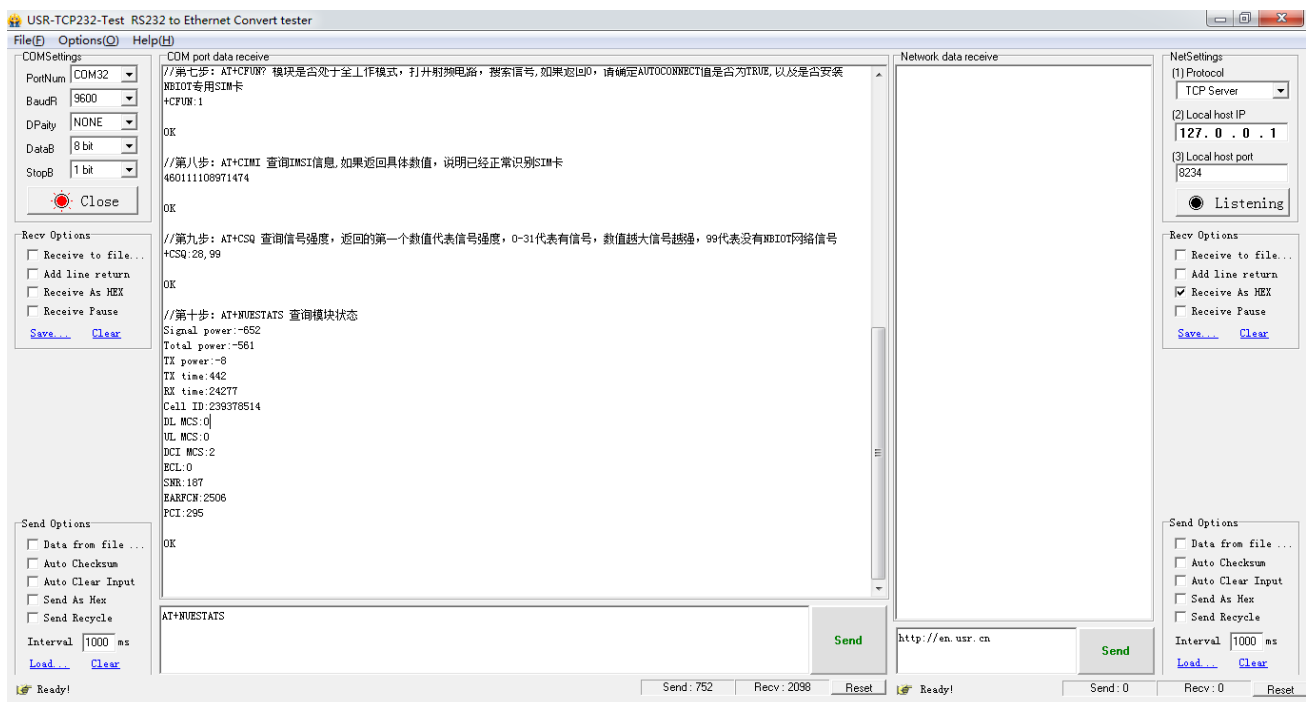 USR-TCP232-Test RS232 to Ethernet Convert tester
File(F) Options(O) Help(H)
COMSettings
PortNum COM32
BaudR 9600
DPaity NONE
DataB 8 bit
StopB 1 bit
Close
Recv Options
Receive to file...
Add line return
Receive As HEX
Receive Pause
Save... Clear
Send Options
Data from file ...
Auto Checksum
Auto Clear Input
Send As Hex
Send Recycle
Interval 1000 ms
Load... Clear
COM port data receive
//第七步：AT+CFUN? 模块是否处于全工作模式，打开射频电路，搜索信号,如果返回0，请确定AUTOCONNECT值是否为TRUE,以及是否安装
NBIOT专用SIM卡
+CFUN:1
OK
//第八步：AT+CIMI 查询IMSI信息,如果返回具体数值，说明已经正常识别SIM卡
460111108971474
OK
//第九步：AT+CSQ 查询信号强度，返回的第一个数值代表信号强度，0-31代表有信号，数值越大信号越强，99代表没有NBIOT网络信号
+CSQ:28,99
OK
//第十步：AT+NUESTATS 查询模块状态
Signal power:-652
Total power:-561
TX power:-8
TX time:442
RX time:24277
Cell ID:239378514
DL MCS:0
UL MCS:0
DCI MCS:2
ECL:0
SNR:187
EARFCN:2506
PCI:295
OK
AT+NUESTATS
Send
Ready!
Send : 752 Recv : 2098 Reset
Network data receive
http://en.usr.cn
Send
Ready!
Send : 0 Recv : 0 Reset
NetSettings
(1) Protocol
TCP Server
(2) Local host IP
127. 0 . 0 . 1
(3) Local host port
8234
Listening
Recv Options
Receive to file...
Add line return
Receive As HEX
Receive Pause
Save... Clear
Send Options
Data from file ...
Auto Checksum
Auto Clear Input
Send As Hex
Send Recycle
Interval 1000 ms
Load... Clear